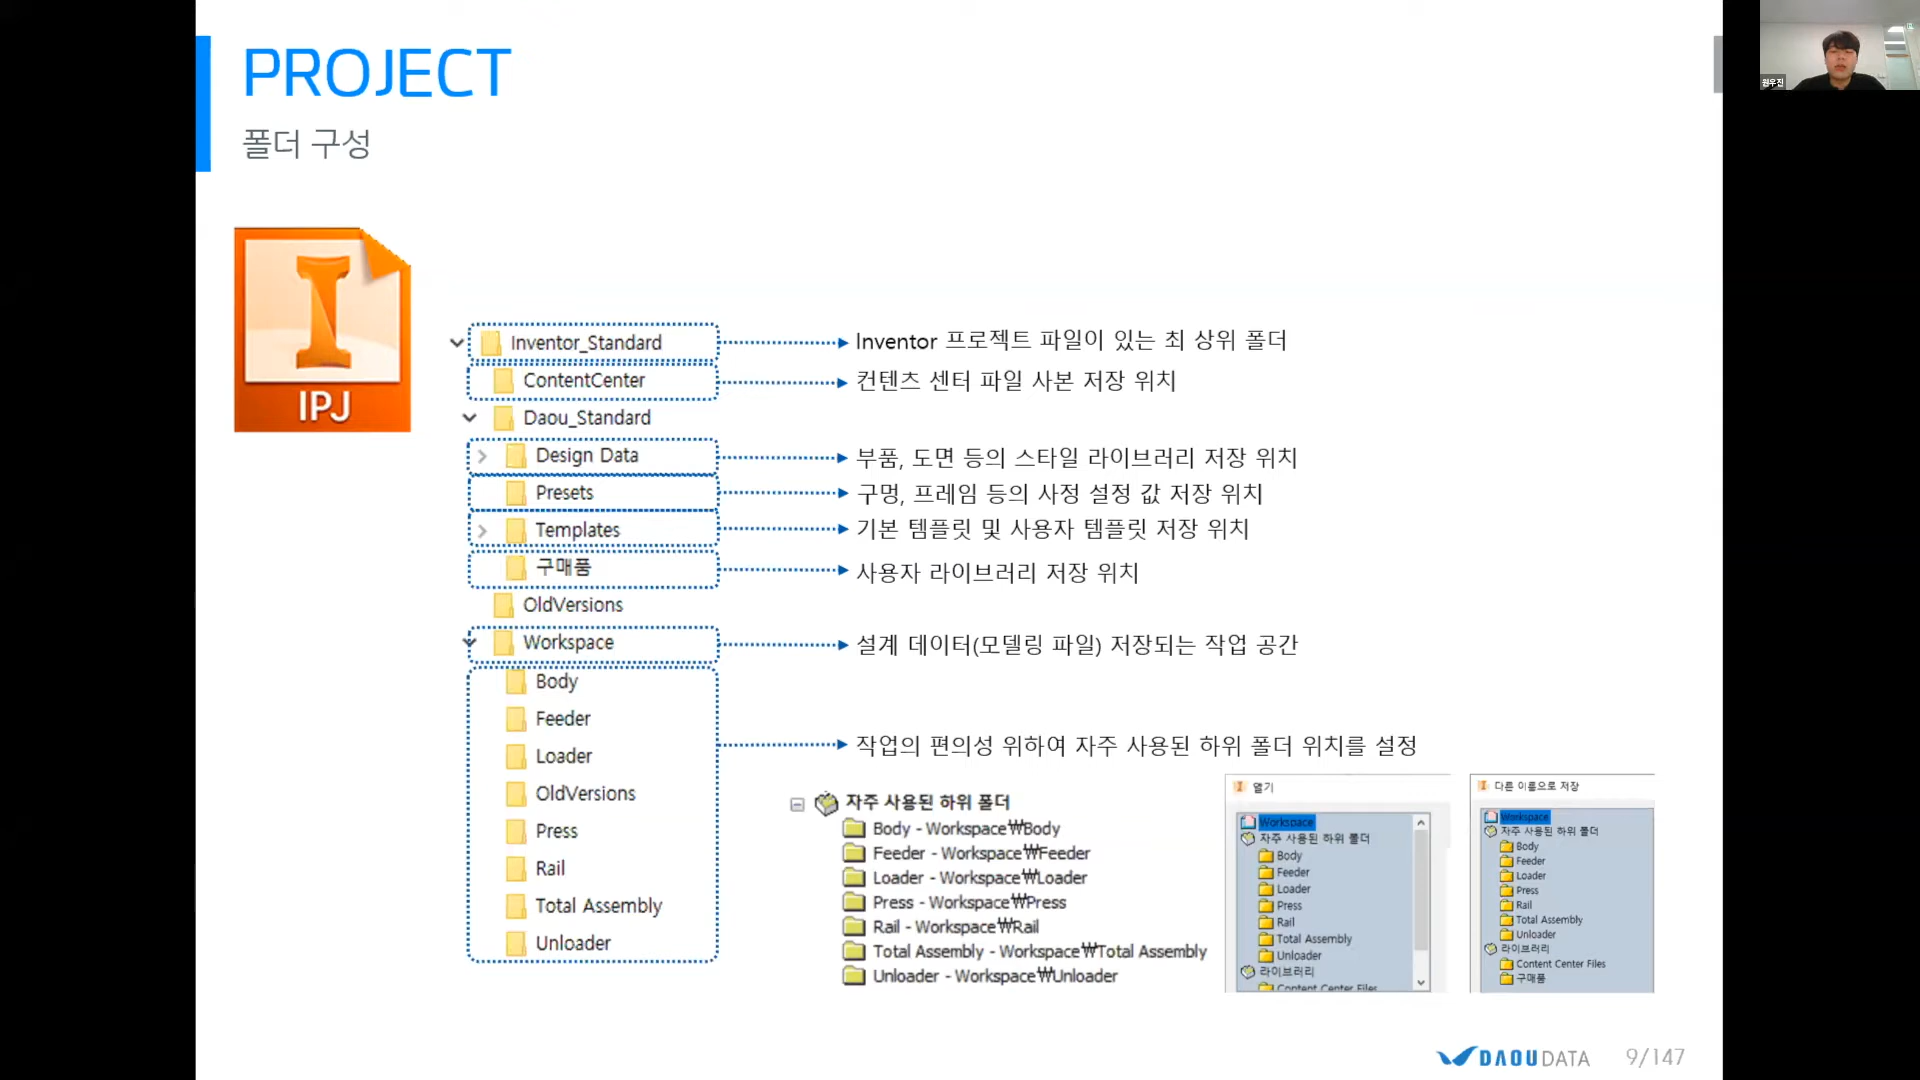 PROJECT
폴더 구성
원우진
IPJ
Inventor_Standard
Inventor 프로젝트 파일이 있는 최 상위 폴더
ContentCenter
컨텐츠 센터 파일 사본 저장 위치
Daou_Standard
Design Data
부품, 도면 등의 스타일 라이브러리 저장 위치
Presets
구멍, 프레임 등의 사정 설정 값 저장 위치
Templates
기본 템플릿 및 사용자 템플릿 저장 위치
구매품
사용자 라이브러리 저장 위치
OldVersions
Workspace
설계 데이터(모델링 파일) 저장되는 작업 공간
Body
Feeder
Loader
OldVersions
Press
Rail
Total Assembly
Unloader
작업의 편의성 위하여 자주 사용된 하위 폴더 위치를 설정
자주 사용된 하위 폴더
Body - Workspace₩Body
Feeder - Workspace₩Feeder
Loader - Workspace₩Loader
Press - Workspace₩Press
Rail - Workspace₩Rail
Total Assembly - Workspace₩Total Assembly
Unloader - Workspace₩Unloader
열기
Workspace
자주 사용된 하위 폴더
Body
Feeder
Loader
Press
Rail
Total Assembly
Unloader
라이브러리
Content Center Files
다른 이름으로 저장
Workspace
자주 사용된 하위 폴더
Body
Feeder
Loader
Press
Rail
Total Assembly
Unloader
라이브러리
Content Center Files
구매품
DAOUDATA
9/147